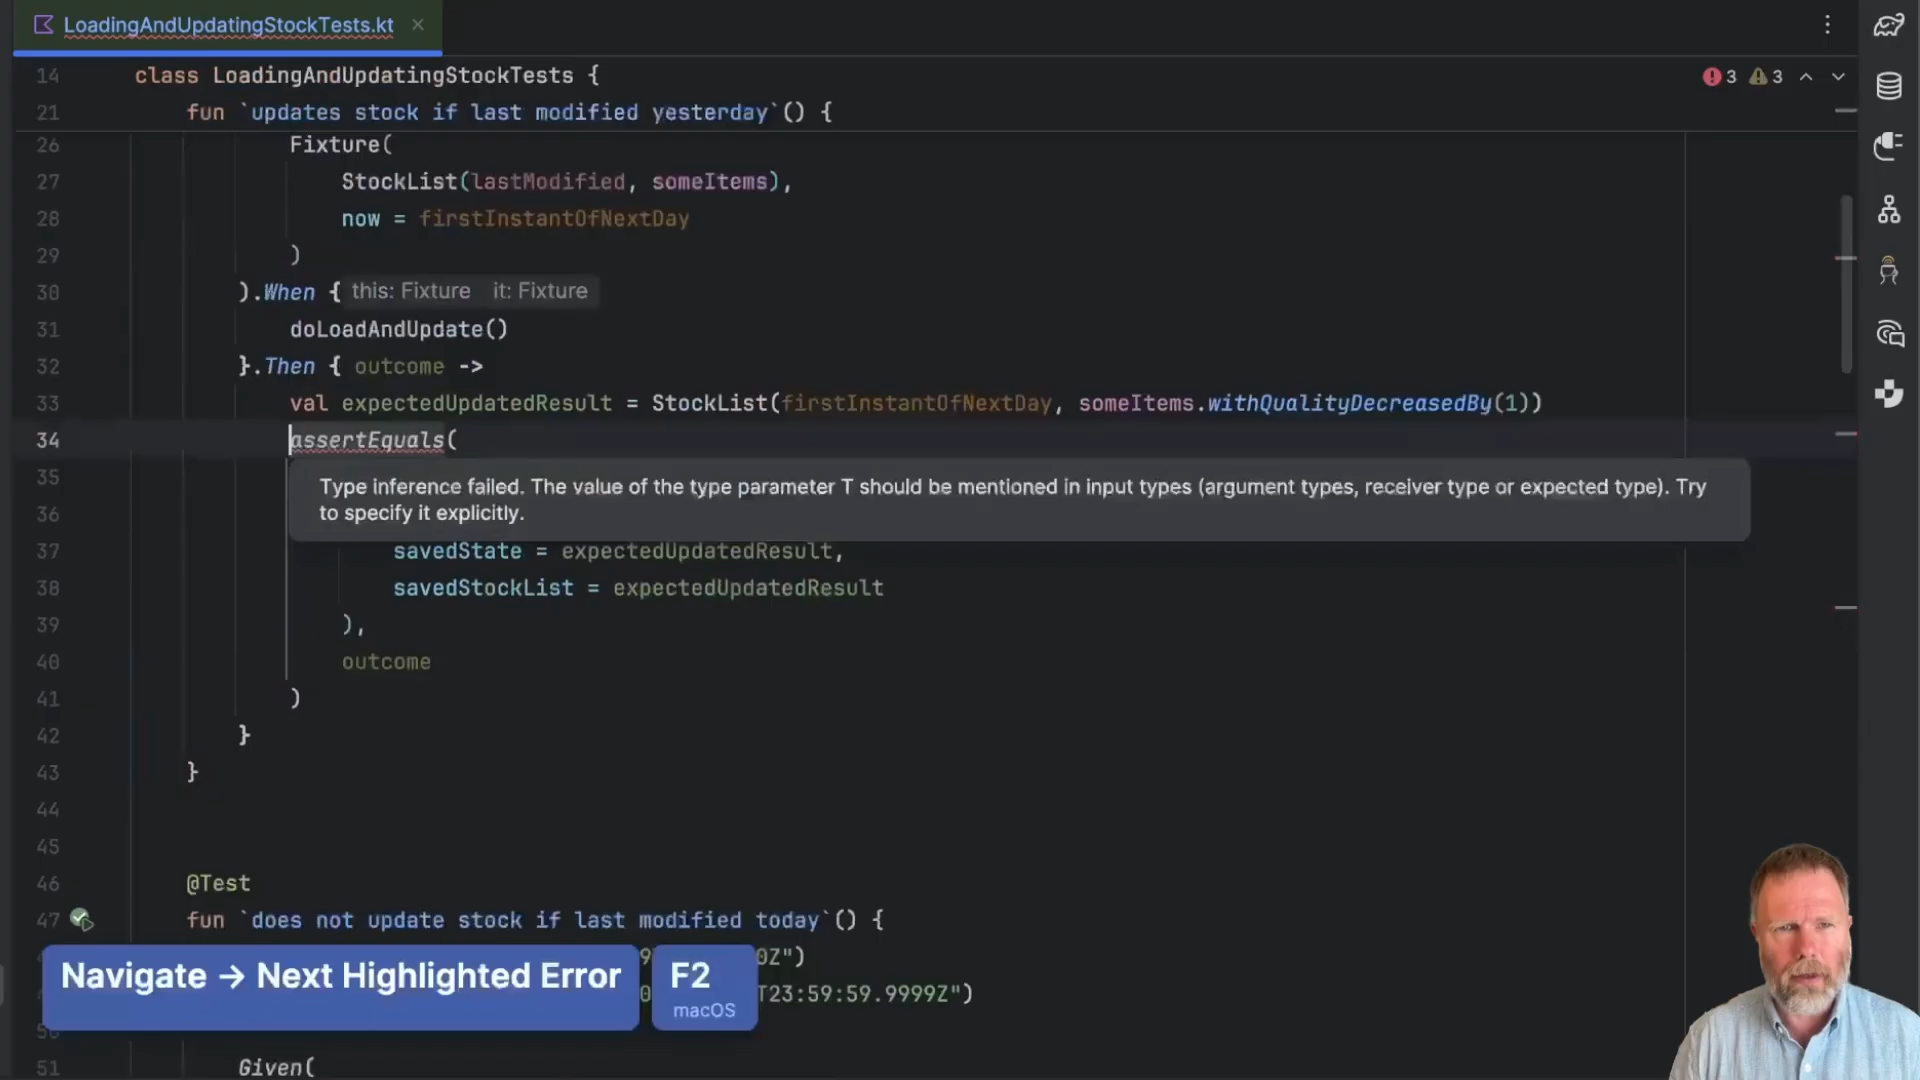 LoadingAndUpdatingStockTests.kt
14 class LoadingAndUpdatingStockTests {
3 3
21 fun `updates stock if last modified yesterday`() {
26 Fixture(
27 StockList(lastModified, someItems),
28 now = firstInstantOfNextDay
29 )
30 ).When { this: Fixture it: Fixture
31 doLoadAndUpdate()
32 }.Then { outcome ->
33 val expectedUpdatedResult = StockList(firstInstantOfNextDay, someItems.withQualityDecreasedBy(1))
34 assertEquals(
35
Type inference failed. The value of the type parameter T should be mentioned in input types (argument types, receiver type or expected type). Try
to specify it explicitly.
36
37 savedState = expectedUpdatedResult,
38 savedStockList = expectedUpdatedResult
39 ),
40 outcome
41 )
42 }
43 }
44
45
46 @Test
47 fun `does not update stock if last modified today`() {
0Z")
T23:59:59.9999Z")
Navigate → Next Highlighted Error
F2
macOS
51 Given(